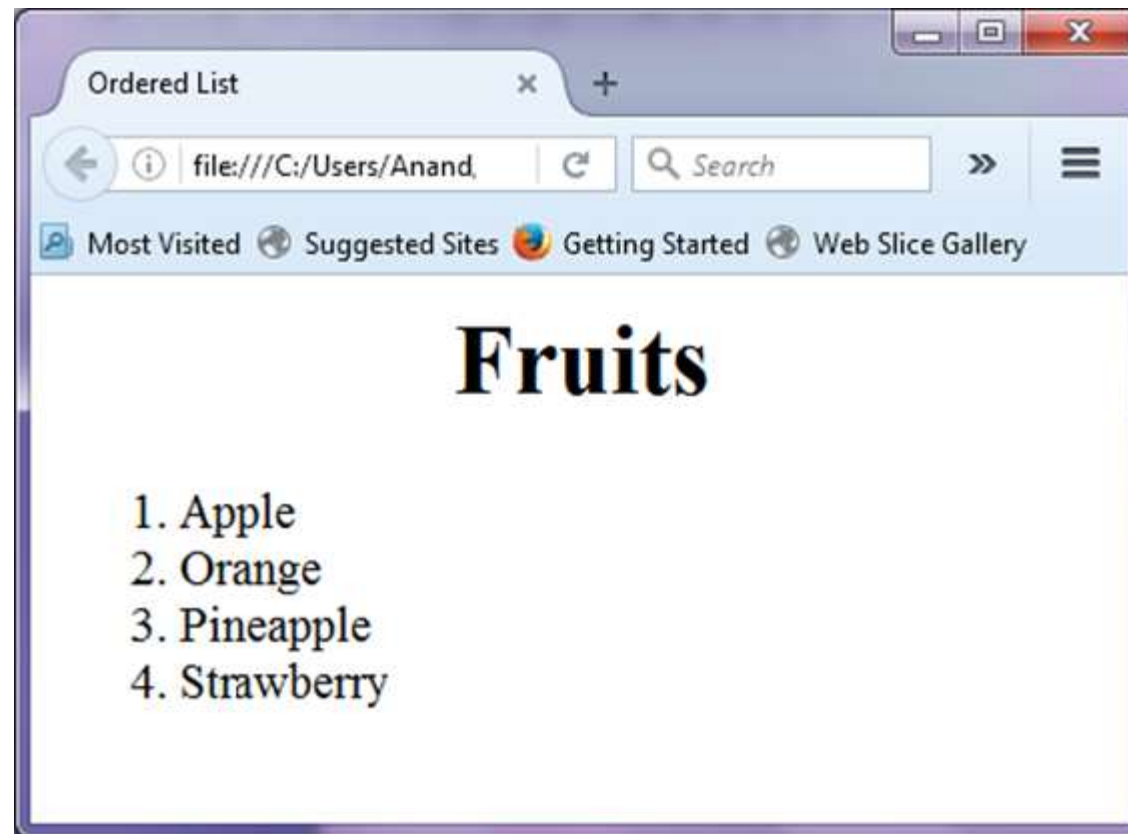 Ordered List
file:///C:/Users/Anand,
Search
Most Visited Suggested Sites Getting Started Web Slice Gallery
Fruits
1. Apple
2. Orange
3. Pineapple
4. Strawberry